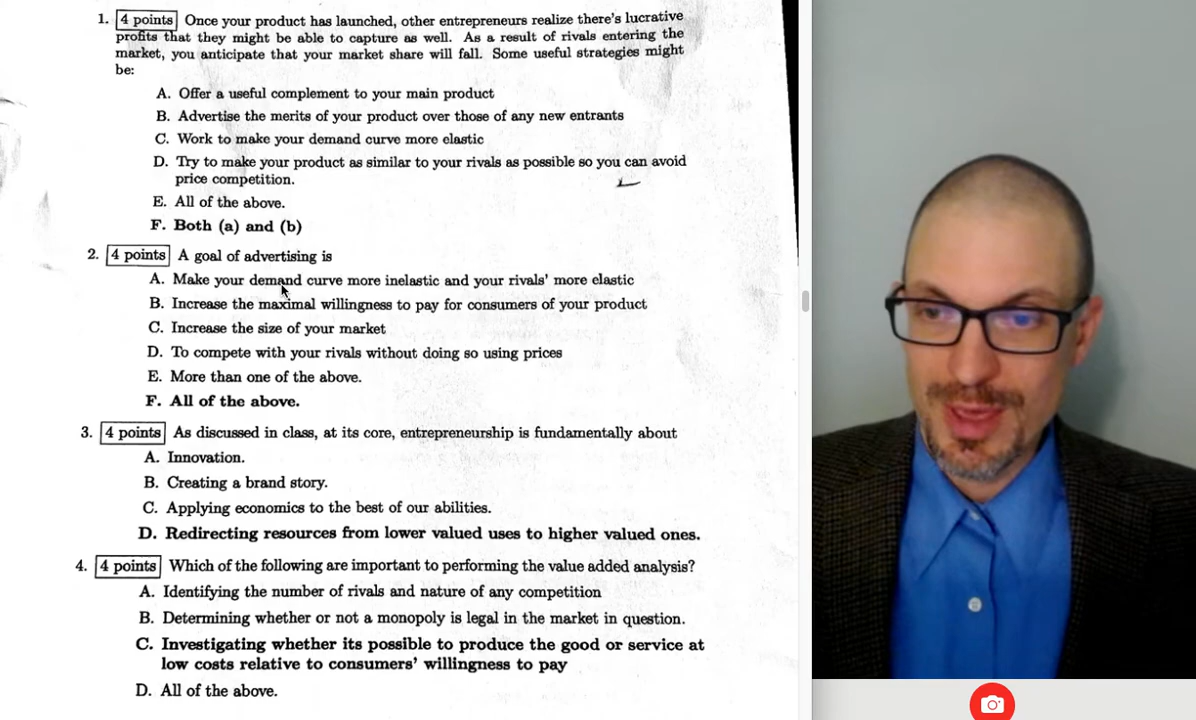 1. 4 points Once your product has launched, other entrepreneurs realize there's lucrative
profits that they might be able to capture as well. As a result of rivals entering the
market, you anticipate that your market share will fall. Some useful strategies might
be:
A. Offer a useful complement to your main product
B. Advertise the merits of your product over those of any new entrants
C. Work to make your demand curve more elastic
D. Try to make your product as similar to your rivals as possible so you can avoid
price competition.
E. All of the above.
F. Both (a) and (b)
2. 4 points A goal of advertising is
A. Make your demand curve more inelastic and your rivals' more elastic
B. Increase the maximal willingness to pay for consumers of your product
C. Increase the size of your market
D. To compete with your rivals without doing so using prices
E. More than one of the above.
F. All of the above.
3. 4 points As discussed in class, at its core, entrepreneurship is fundamentally about
A. Innovation.
B. Creating a brand story.
C. Applying economics to the best of our abilities.
D. Redirecting resources from lower valued uses to higher valued ones.
4. 4 points Which of the following are important to performing the value added analysis?
A. Identifying the number of rivals and nature of any competition
B. Determining whether or not a monopoly is legal in the market in question.
C. Investigating whether its possible to produce the good or service at
low costs relative to consumers' willingness to pay
D. All of the above.